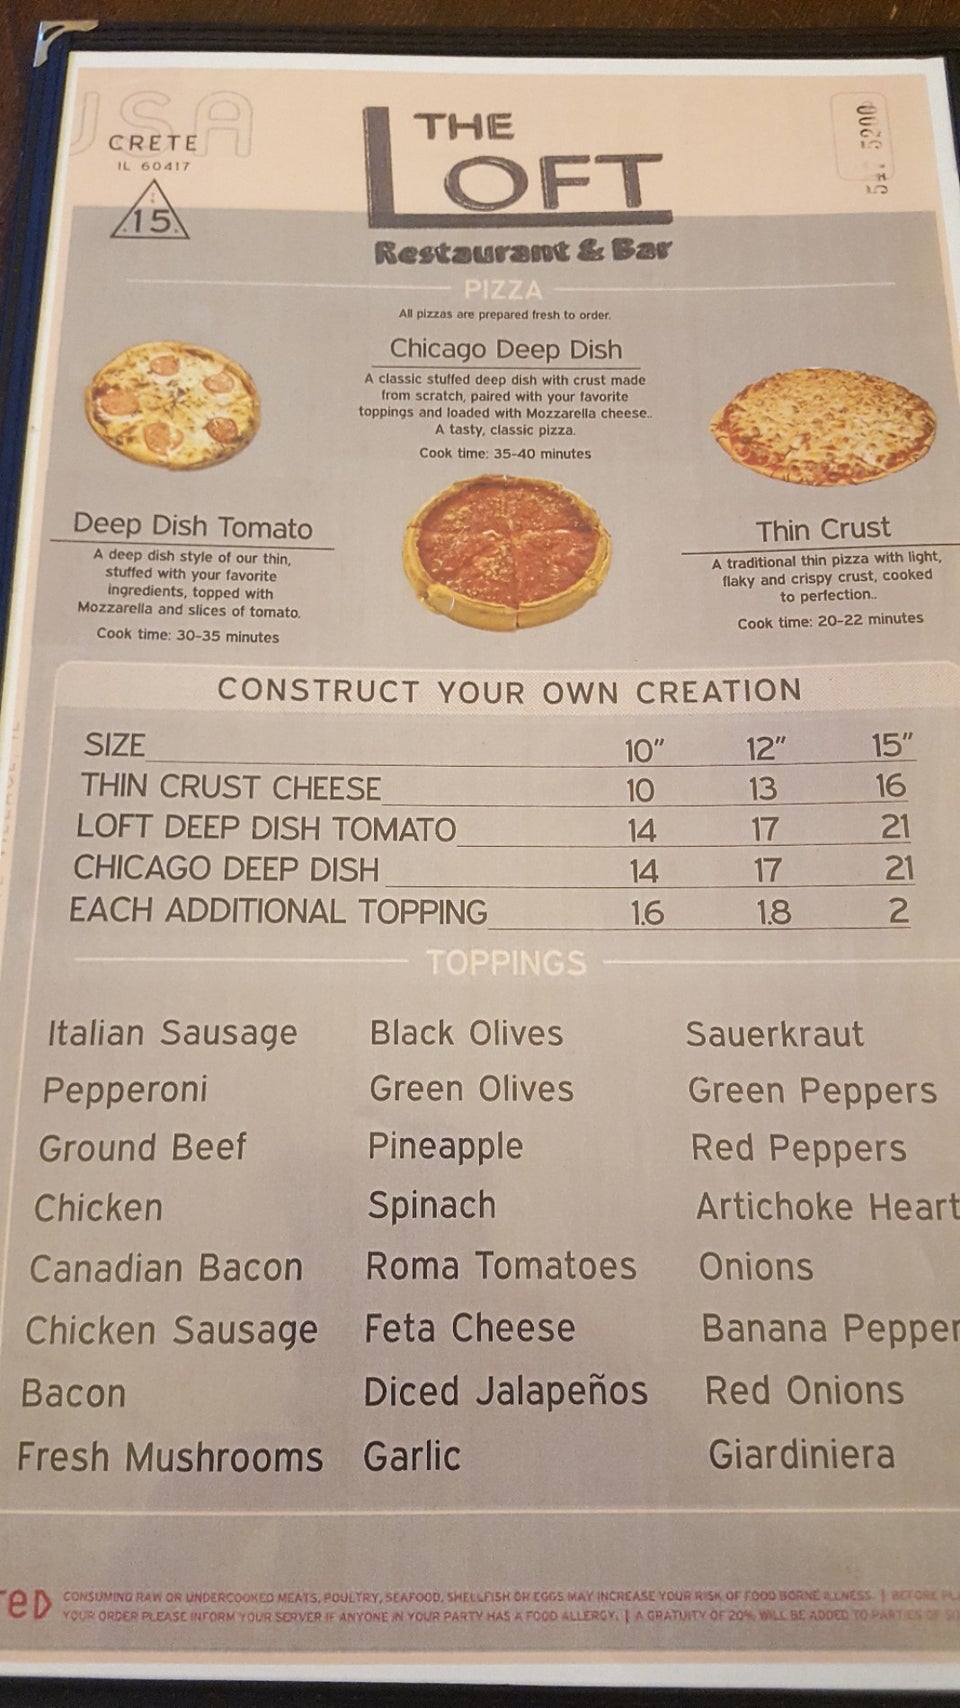 USA
CRETE
IL 60417
15
THE
LOFT
Restaurant & Bar
5200
PIZZA
All pizzas are prepared fresh to order.
Chicago Deep Dish
A classic stuffed deep dish with crust made
from scratch, paired with your favorite
toppings and loaded with Mozzarella cheese..
A tasty, classic pizza.
Cook time: 35-40 minutes
Deep Dish Tomato
A deep dish style of our thin,
stuffed with your favorite
ingredients, topped with
Mozzarella and slices of tomato.
Cook time: 30-35 minutes
Thin Crust
A traditional thin pizza with light,
flaky and crispy crust, cooked
to perfection..
Cook time: 20-22 minutes
CONSTRUCT YOUR OWN CREATION
SIZE 10" 12" 15"
THIN CRUST CHEESE 10 13 16
LOFT DEEP DISH TOMATO 14 17 21
CHICAGO DEEP DISH 14 17 21
EACH ADDITIONAL TOPPING 1.6 1.8 2
TOPPINGS
Italian Sausage Black Olives Sauerkraut
Pepperoni Green Olives Green Peppers
Ground Beef Pineapple Red Peppers
Chicken Spinach Artichoke Heart
Canadian Bacon Roma Tomatoes Onions
Chicken Sausage Feta Cheese Banana Pepper
Bacon Diced Jalapeños Red Onions
Fresh Mushrooms Garlic Giardiniera
CONSUMING RAW OR UNDERCOOKED MEATS, POULTRY, SEAFOOD, SHELLFISH OR EGGS MAY INCREASE YOUR RISK OF FOOD BORNE ILLNESS. | BEFORE
YOUR ORDER PLEASE INFORM YOUR SERVER IF ANYONE IN YOUR PARTY HAS A FOOD ALLERGY. | A GRATUITY OF 20% WILL BE ADDED TO PARTIES OF